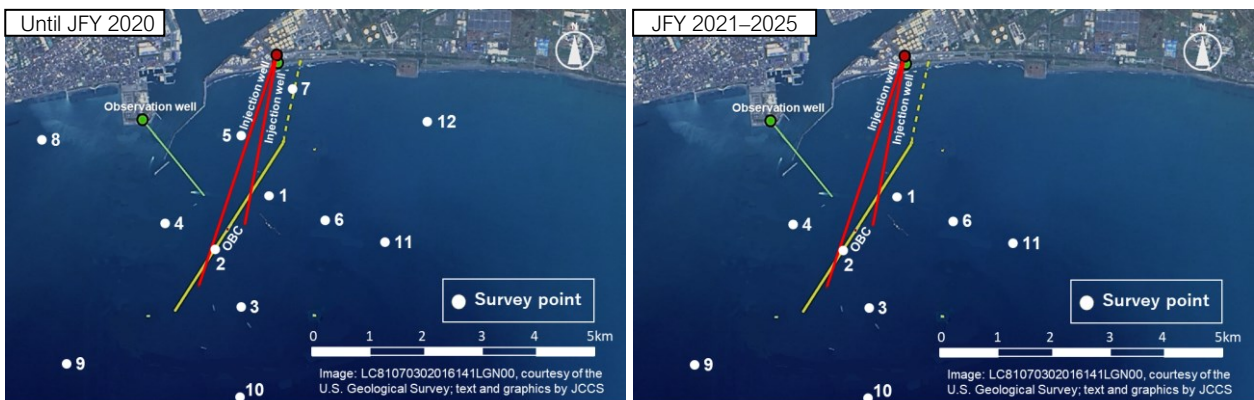 Until JFY 2020
N
Injection well
Injection well
7
Observation well
5
12
8
1
4
6
OBC
11
2
3
Survey point
0 1 2 3 4 5km
9
10
Image: LC81070302016141LGN00, courtesy of the
U.S. Geological Survey; text and graphics by JCCS
JFY 2021–2025
N
Injection well
Injection well
Observation well
1
4
6
OBC
11
2
3
Survey point
0 1 2 3 4 5km
9
10
Image: LC81070302016141LGN00, courtesy of the
U.S. Geological Survey; text and graphics by JCCS